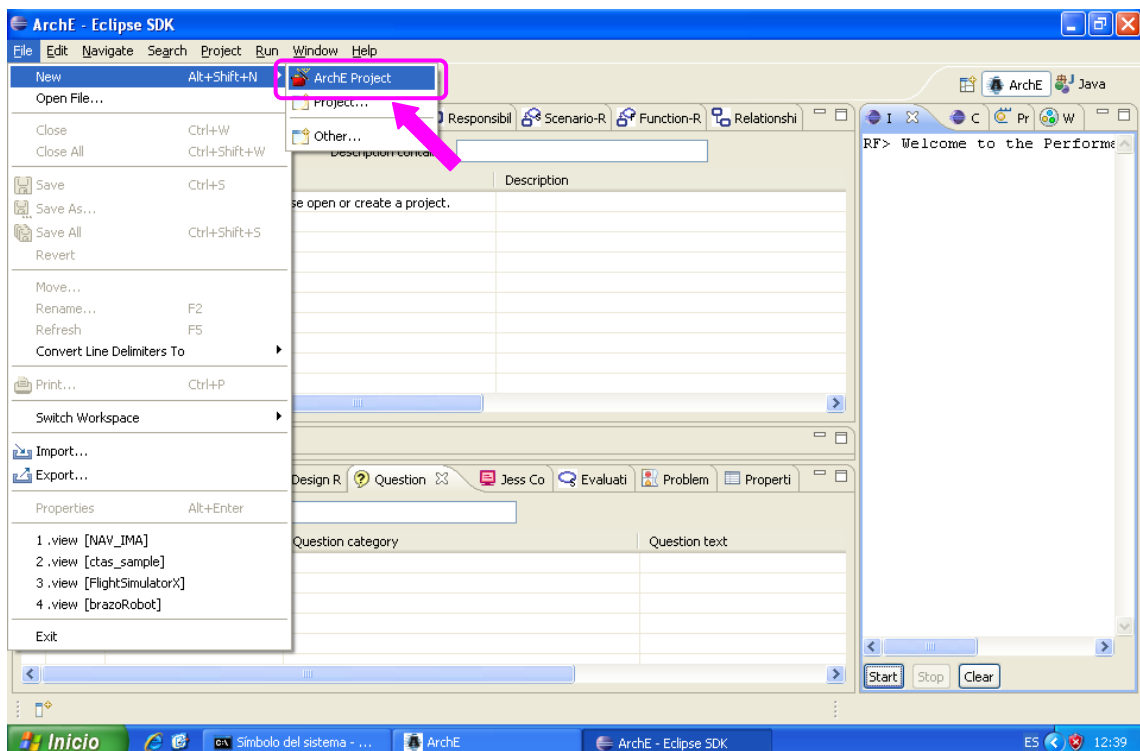 ArchE - Eclipse SDK
File Edit Navigate Search Project Run Window Help
New Alt+Shift+N
ArchE Project
ArchE Java
Open File...
Project...
Responsibil Scenario-R Function-R Relationshi
I C Pr W
Close Ctrl+W
Other...
RF> Welcome to the Performa
Close All Ctrl+Shift+W
Description contai
Save Ctrl+S
Description
Save As...
se open or create a project.
Save All Ctrl+Shift+S
Revert
Move...
Rename... F2
Refresh F5
Convert Line Delimiters To
Print... Ctrl+P
Switch Workspace
Import...
Export...
Design R Question Jess Co Evaluati Problem Properti
Properties Alt+Enter
1 .view [NAV_IMA]
Question category Question text
2 .view [ctas_sample]
3 .view [FlightSimulatorX]
4 .view [brazoRobot]
Exit
Start Stop Clear
Inicio Símbolo del sistema - ... ArchE ArchE - Eclipse SDK ES 12:39